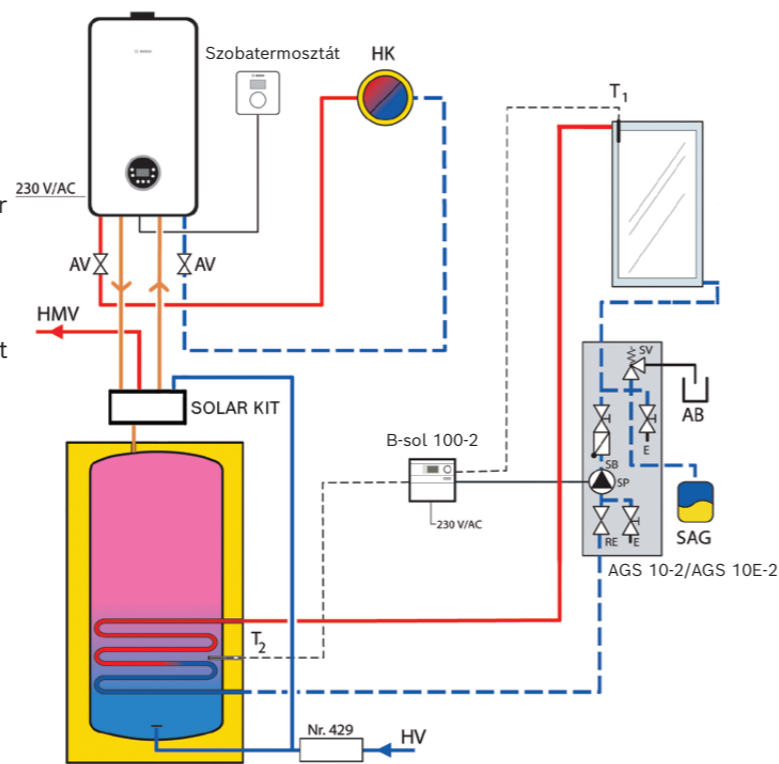 Szobatermosztát
HK
T1
230 V/AC
r
AV
AV
HMV
t
SOLAR KIT
SV
AB
E
B-sol 100-2
SB
SP
230 V/AC
SAG
RE
E
AGS 10-2/AGS 10E-2
T2
Nr. 429
HV